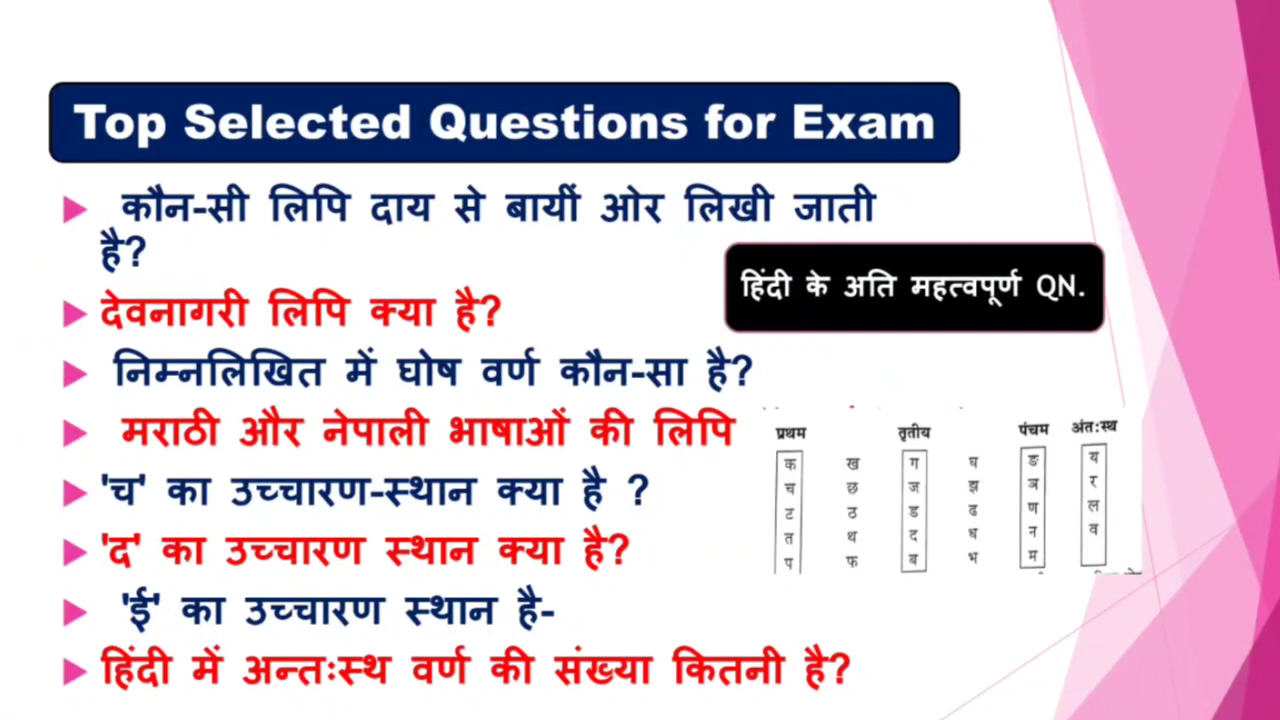 Top Selected Questions for Exam
कौन-सी लिपि दाय से बायीं ओर लिखी जाती
है?
हिंदी के अति महत्वपूर्ण QN.
देवनागरी लिपि क्या है?
निम्नलिखित में घोष वर्ण कौन-सा है?
मराठी और नेपाली भाषाओं की लिपि
'च' का उच्चारण-स्थान क्या है ?
'द' का उच्चारण स्थान क्या है?
'ई' का उच्चारण स्थान है-
हिंदी में अन्तःस्थ वर्ण की संख्या कितनी है?
प्रथम तृतीय पंचम अंत:स्थ
क ख ग घ ङ य
च छ ज झ ञ र
ट ठ ड ढ ण ल
त थ द ध न व
प फ ब भ म